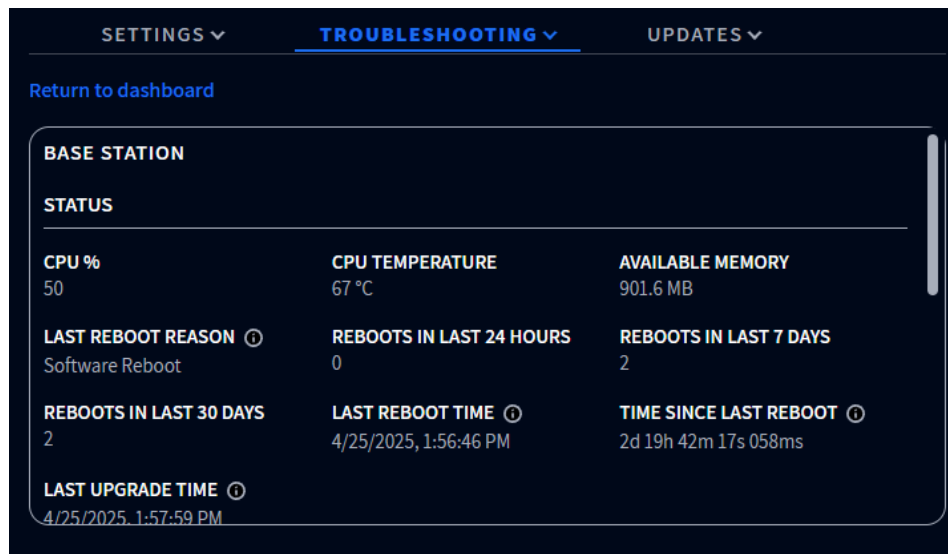 SETTINGS TROUBLESHOOTING UPDATES
Return to dashboard
BASE STATION
STATUS
CPU % CPU TEMPERATURE AVAILABLE MEMORY
50 67 °C 901.6 MB
LAST REBOOT REASON REBOOTS IN LAST 24 HOURS REBOOTS IN LAST 7 DAYS
Software Reboot 0 2
REBOOTS IN LAST 30 DAYS LAST REBOOT TIME TIME SINCE LAST REBOOT
2 4/25/2025, 1:56:46 PM 2d 19h 42m 17s 058ms
LAST UPGRADE TIME
4/25/2025, 1:57:59 PM